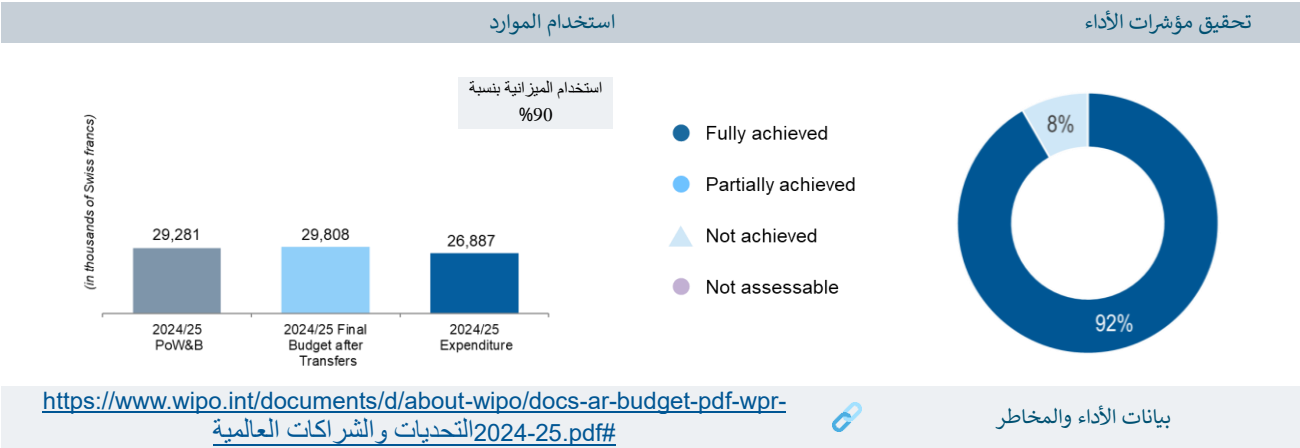 تحقيق مؤشرات الأداء
استخدام الموارد
8%
92%
Fully achieved
Partially achieved
Not achieved
Not assessable
استخدام الميزانية بنسبة
%90
(in thousands of Swiss francs)
29,281
29,808
26,887
2024/25
PoW&B
2024/25 Final
Budget after
Transfers
2024/25
Expenditure
بيانات الأداء والمخاطر
https://www.wipo.int/documents/d/about-wipo/docs-ar-budget-pdf-wpr-
2024-25.pdf#التحديات والشراكات العالمية